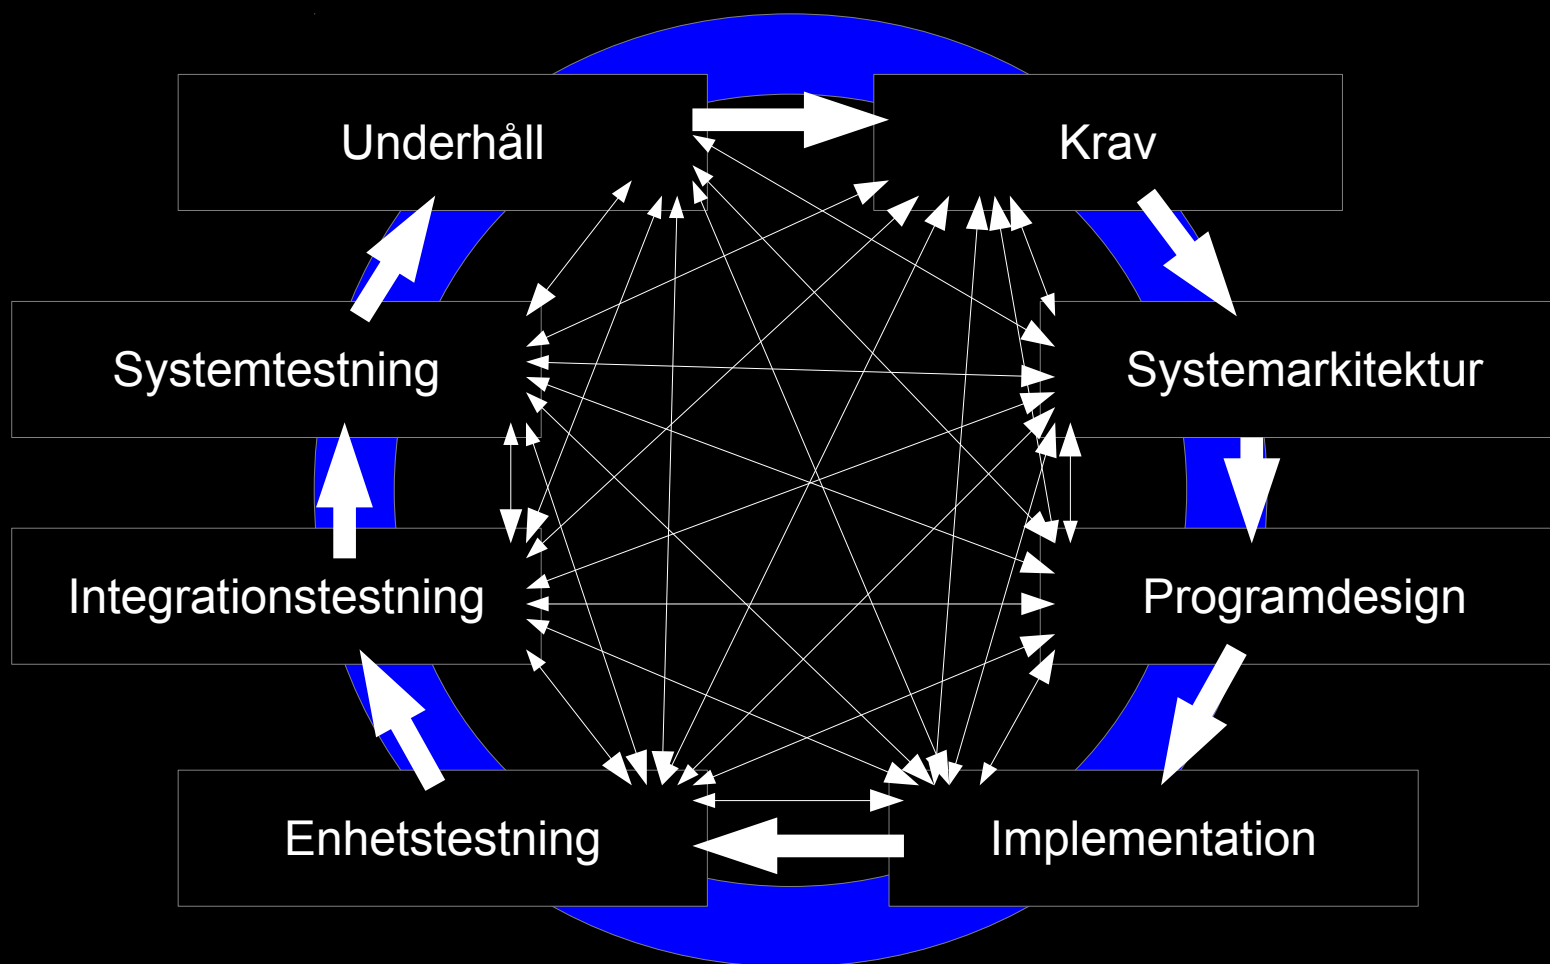 Underhåll
Krav
Systemtestning
Systemarkitektur
Integrationstestning
Programdesign
Enhetstestning
Implementation